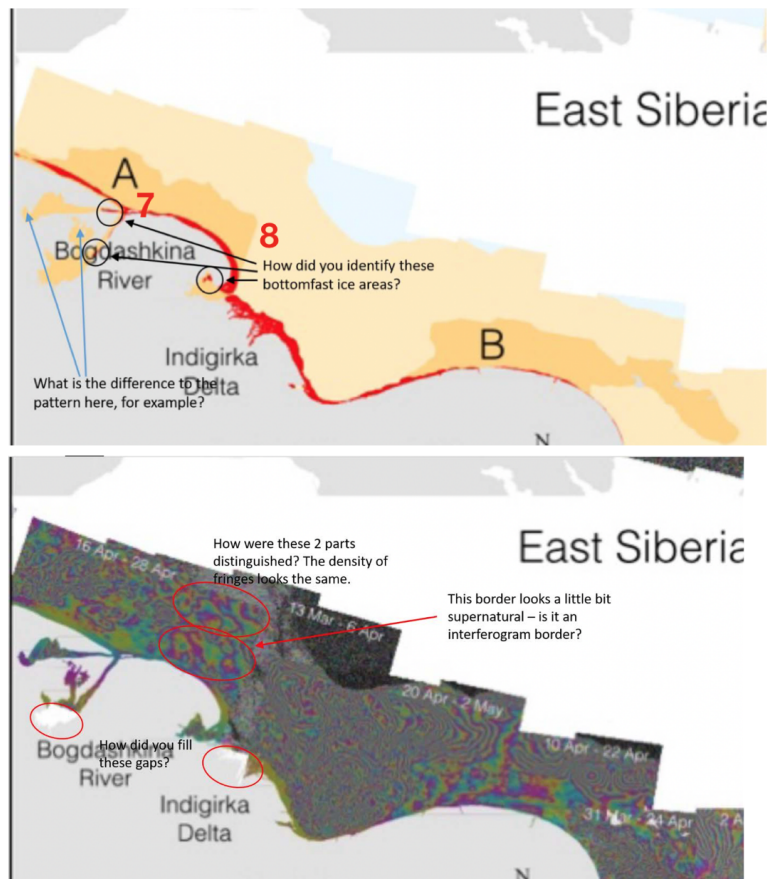 East Siberia
A
7
8
Bogdashkina
River
How did you identify these
bottomfast ice areas?
B
Indigirka
Delta
What is the difference to the
pattern here, for example?
N
East Siberia
How were these 2 parts
distinguished? The density of
fringes looks the same.
16 Apr - 28 Apr
This border looks a little bit
supernatural – is it an
interferogram border?
13 Mar - 6 Apr
20 Apr - 2 May
Bogdashkina
River
How did you fill
these gaps?
10 Apr - 22 Apr
Indigirka
Delta
31 Mar - 24 Apr
2 A
N